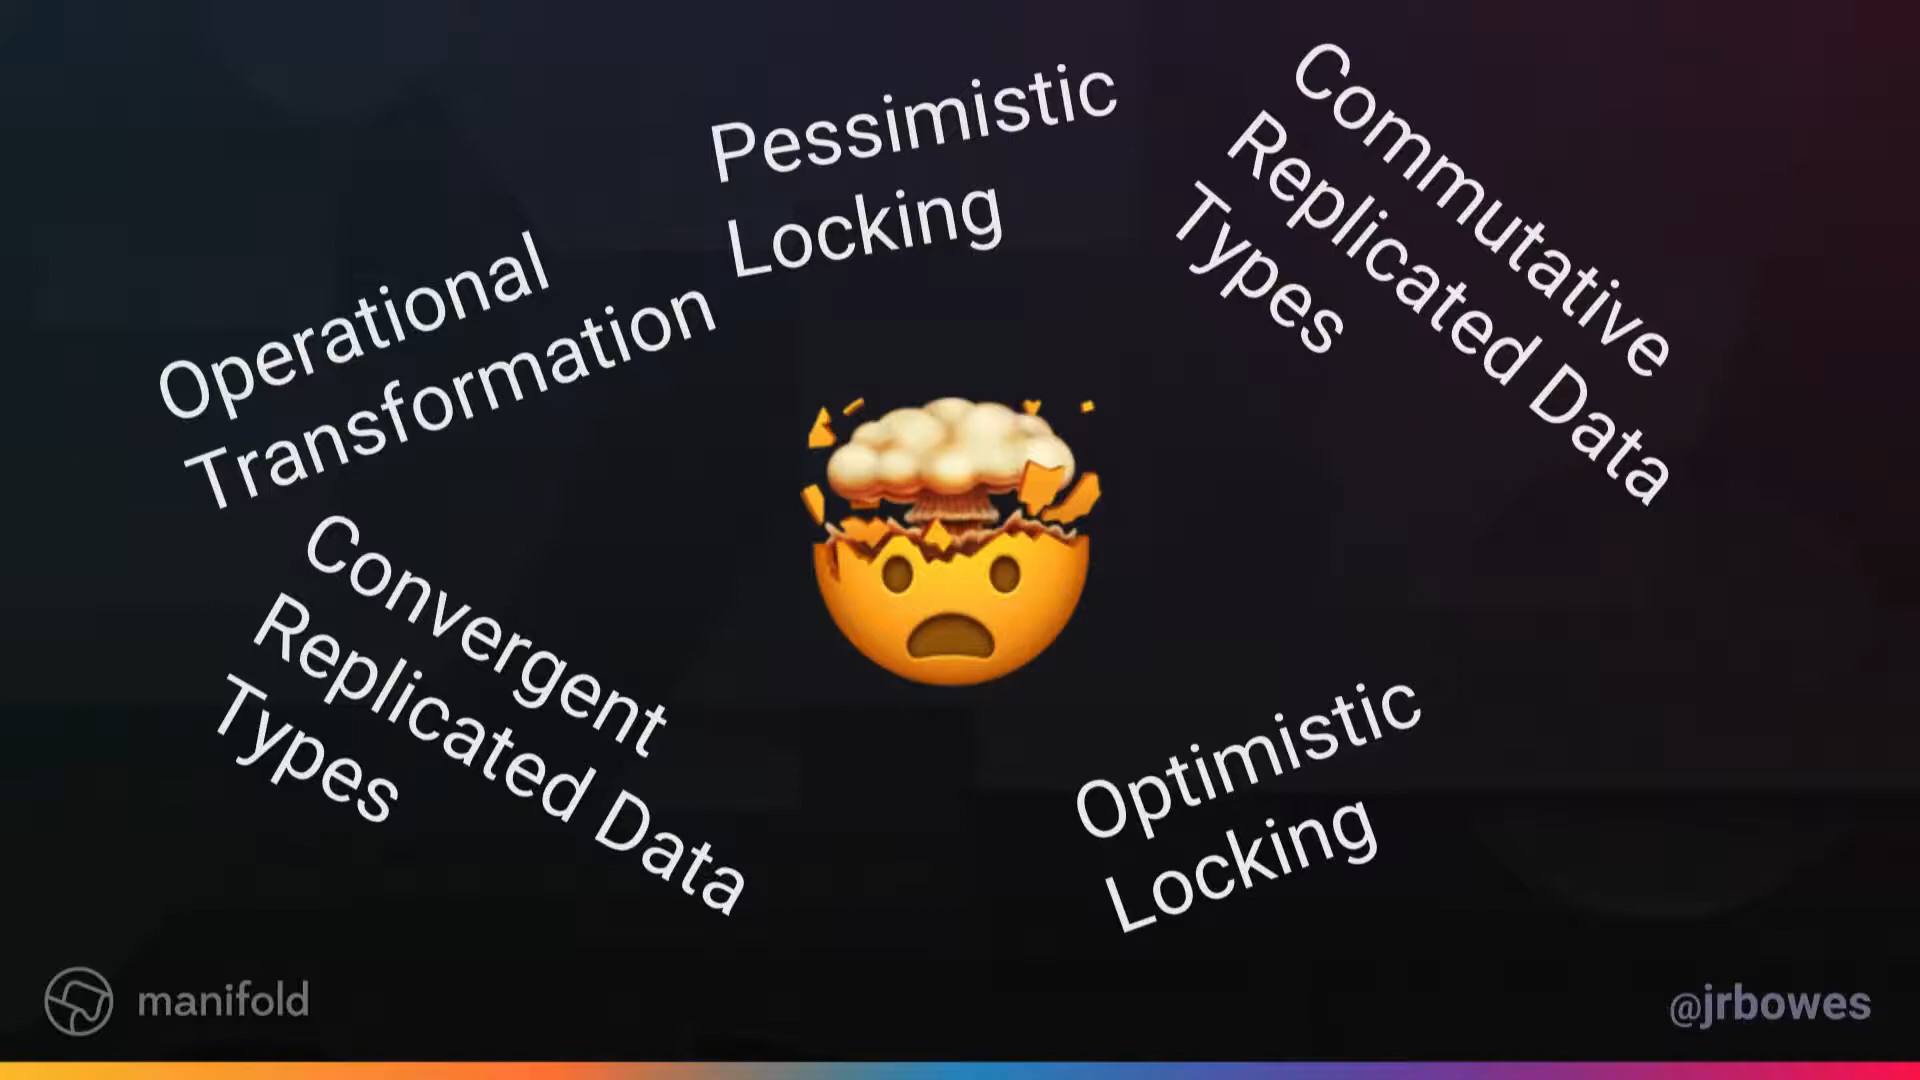 Pessimistic
Locking
Commutative
Replicated Data
Types
Operational
Transformation
Convergent
Replicated Data
Types
Optimistic
Locking
manifold
@jrbowes